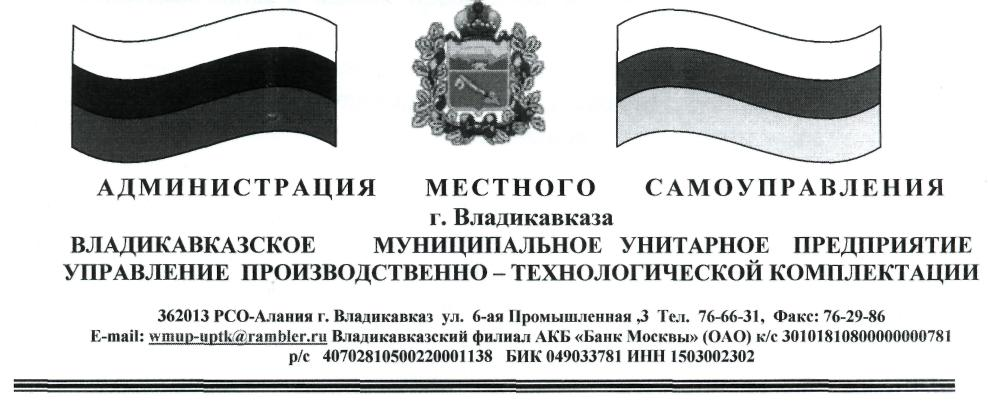 АДМИНИСТРАЦИЯ МЕСТНОГО САМОУПРАВЛЕНИЯ
г. Владикавказа
ВЛАДИКАВКАЗСКОЕ МУНИЦИПАЛЬНОЕ УНИТАРНОЕ ПРЕДПРИЯТИЕ
УПРАВЛЕНИЕ ПРОИЗВОДСТВЕННО – ТЕХНОЛОГИЧЕСКОЙ КОМПЛЕКТАЦИИ
362013 РСО-Алания г. Владикавказ ул. 6-ая Промышленная ,3 Тел. 76-66-31, Факс: 76-29-86
E-mail: wmup-uptk@rambler.ru Владикавказский филиал АКБ «Банк Москвы» (ОАО) к/с 30101810800000000781
р/с 40702810500220001138 БИК 049033781 ИНН 1503002302